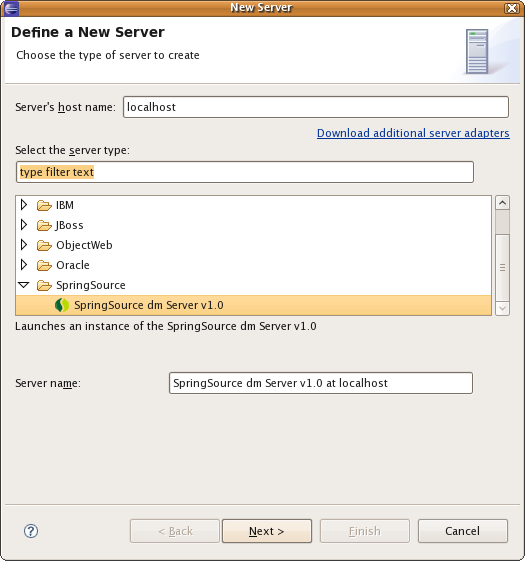 New Server
Define a New Server
Choose the type of server to create
Server's host name: localhost
Download additional server adapters
Select the server type:
type filter text
IBM
JBoss
ObjectWeb
Oracle
SpringSource
SpringSource dm Server v1.0
Launches an instance of the SpringSource dm Server v1.0
Server name: SpringSource dm Server v1.0 at localhost
? < Back Next > Finish Cancel